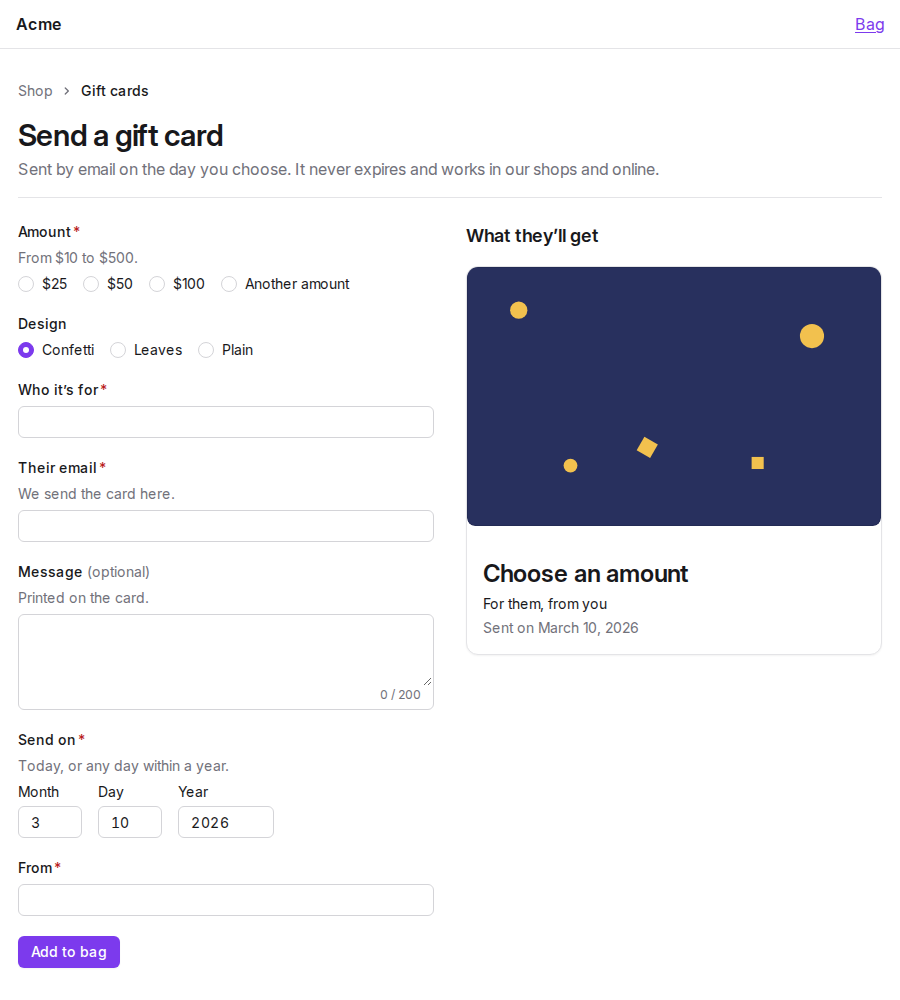 Acme
Bag
Shop > Gift cards
Send a gift card
Sent by email on the day you choose. It never expires and works in our shops and online.
Amount *
From $10 to $500.
$25 $50 $100 Another amount
Design
Confetti Leaves Plain
Who it’s for *
Their email *
We send the card here.
Message (optional)
Printed on the card.
0 / 200
Send on *
Today, or any day within a year.
Month Day Year
3 10 2026
From *
Add to bag
What they’ll get
Choose an amount
For them, from you
Sent on March 10, 2026